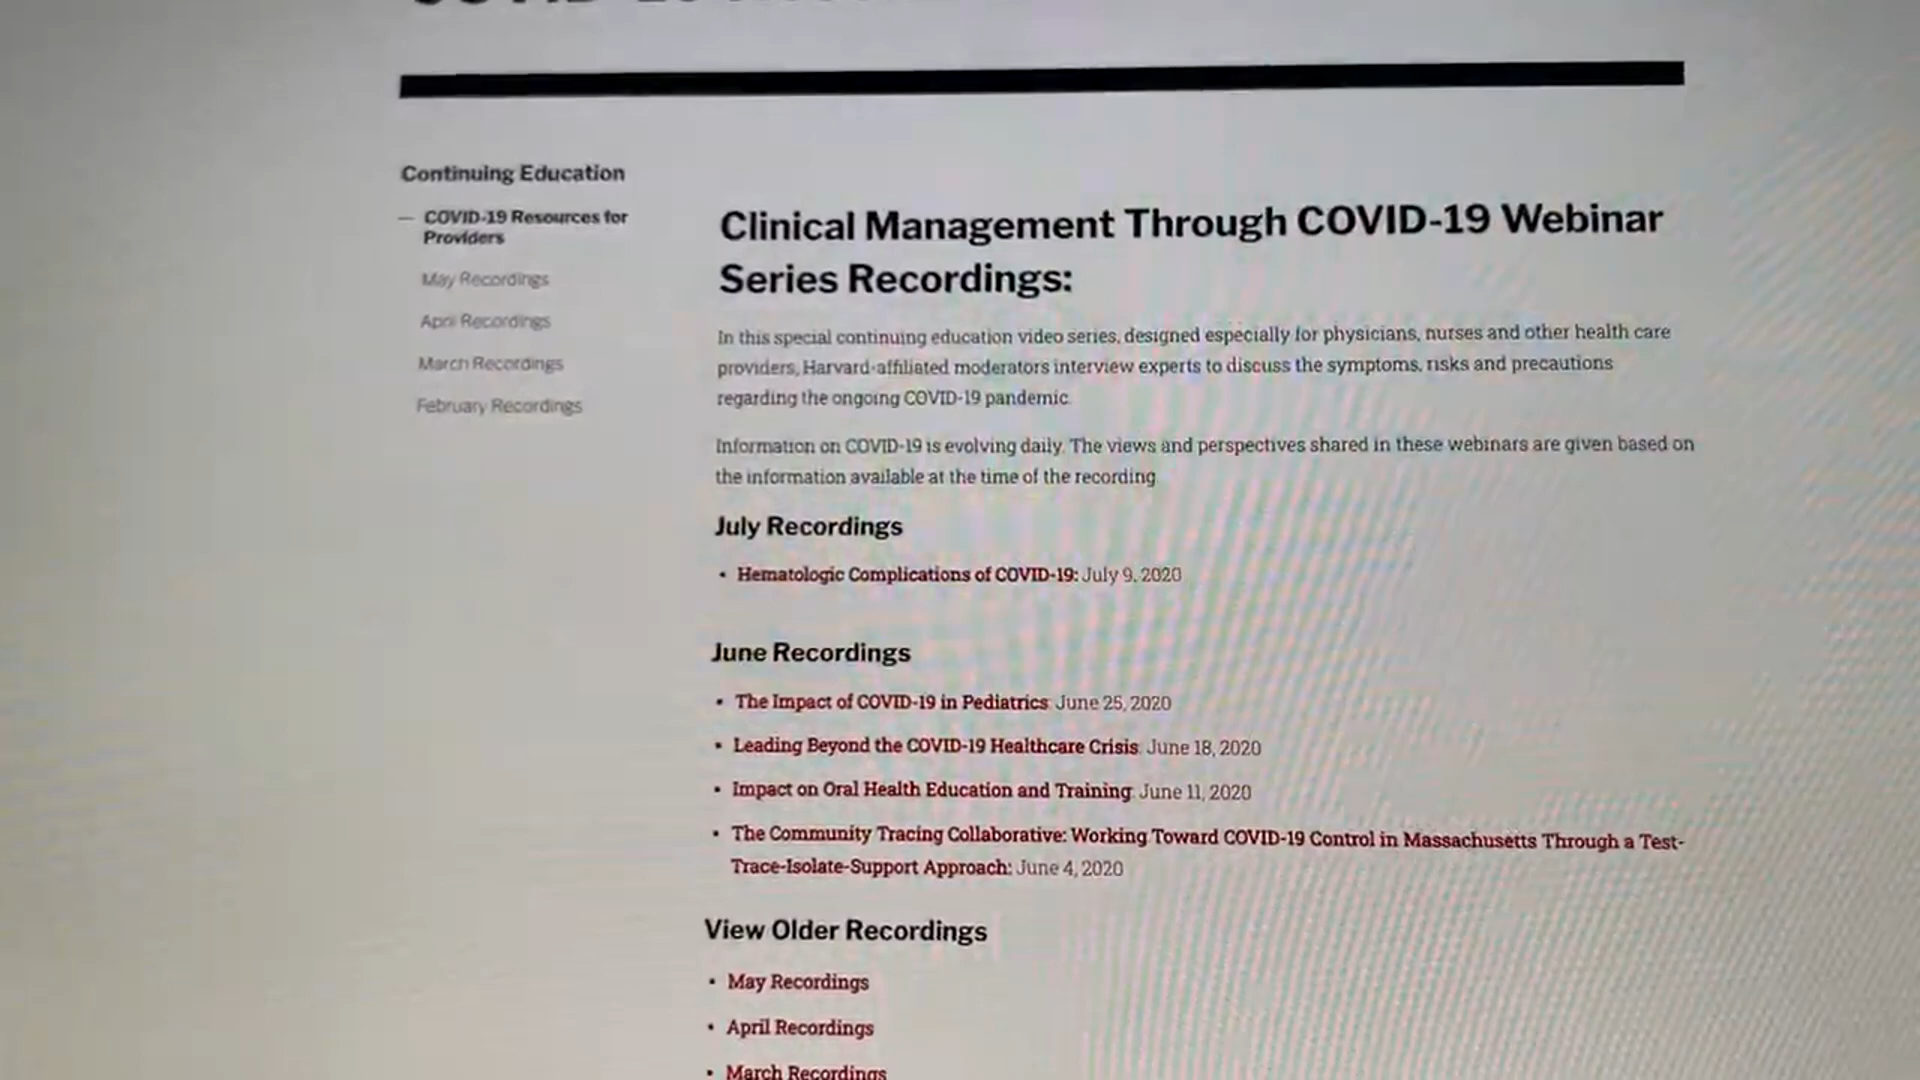 Continuing Education
— COVID-19 Resources for
Providers
May Recordings
April Recordings
March Recordings
February Recordings
Clinical Management Through COVID-19 Webinar
Series Recordings:
In this special continuing education video series, designed especially for physicians, nurses and other health care
providers, Harvard-affiliated moderators interview experts to discuss the symptoms, risks and precautions
regarding the ongoing COVID-19 pandemic.
Information on COVID-19 is evolving daily. The views and perspectives shared in these webinars are given based on
the information available at the time of the recording.
July Recordings
• Hematologic Complications of COVID-19: July 9, 2020
June Recordings
• The Impact of COVID-19 in Pediatrics: June 25, 2020
• Leading Beyond the COVID-19 Healthcare Crisis: June 18, 2020
• Impact on Oral Health Education and Training: June 11, 2020
• The Community Tracing Collaborative: Working Toward COVID-19 Control in Massachusetts Through a Test-
Trace-Isolate-Support Approach: June 4, 2020
View Older Recordings
• May Recordings
• April Recordings
• March Recordings